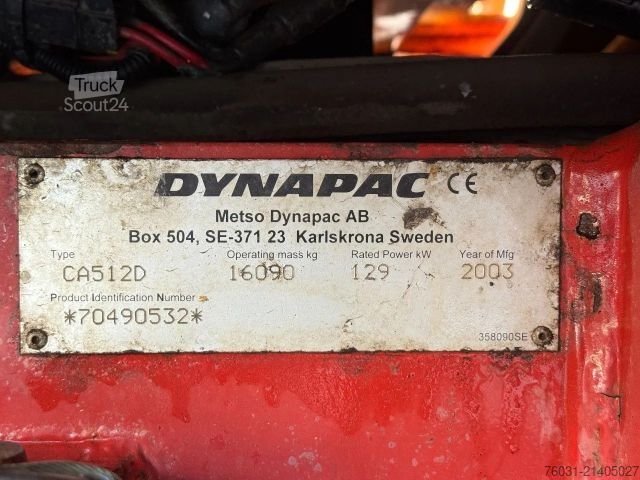 Truck
Scout24
DYNAPAC CE
Metso Dynapac AB
Box 504, SE-371 23 Karlskrona Sweden
Type Operating mass kg Rated Power kW Year of Mfg
CA512D 16090 129 2003
Product Identification Number
*70490532*
358090SE
76031-21405027